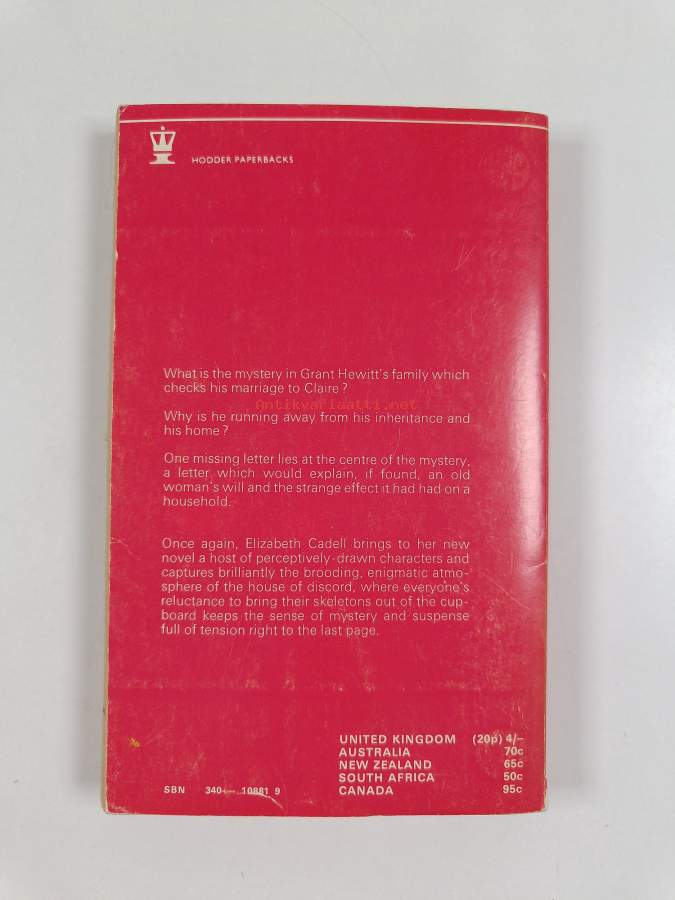 HODDER PAPERBACKS
What is the mystery in Grant Hewitt's family which
checks his marriage to Claire?
Antikvariaatti.net
Why is he running away from his inheritance and
his home?
One missing letter lies at the centre of the mystery,
a letter which would explain, if found, an old
woman's will and the strange effect it had had on a
household.
Once again, Elizabeth Cadell brings to her new
novel a host of perceptively-drawn characters and
captures brilliantly the brooding, enigmatic atmo-
sphere of the house of discord, where everyone's
reluctance to bring their skeletons out of the cup-
board keeps the sense of mystery and suspense
full of tension right to the last page.
UNITED KINGDOM (20p) 4/–
AUSTRALIA 70c
NEW ZEALAND 65c
SOUTH AFRICA 50c
CANADA 95c
SBN 340 — 10881 9